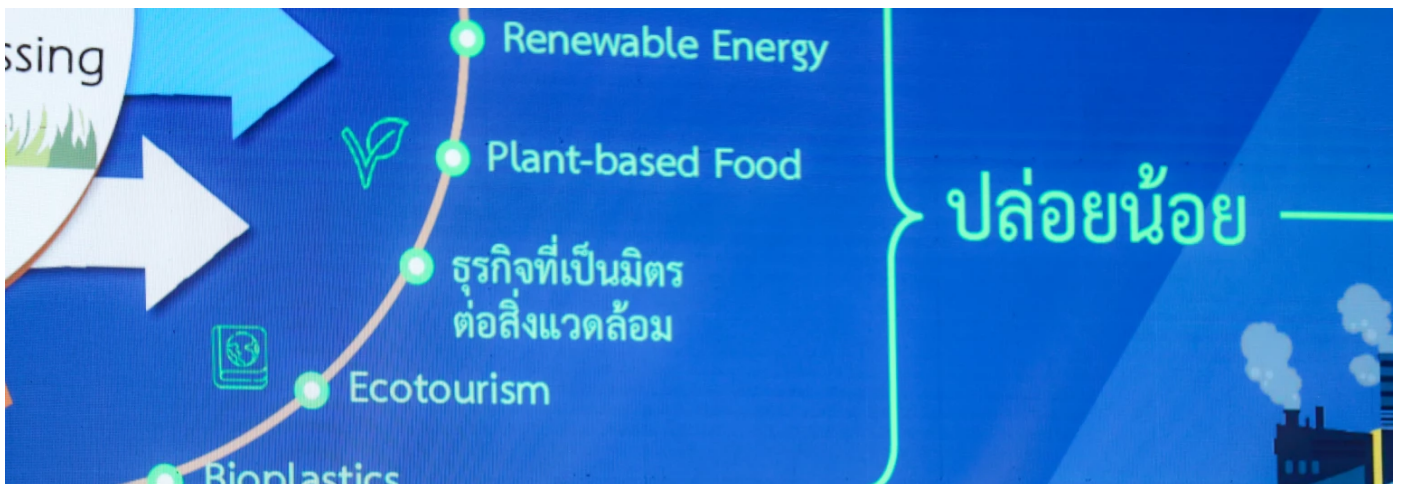 ssing
Renewable Energy
Plant-based Food
ธุรกิจที่เป็นมิตร
ต่อสิ่งแวดล้อม
Ecotourism
Bioplastics
ปล่อยน้อย